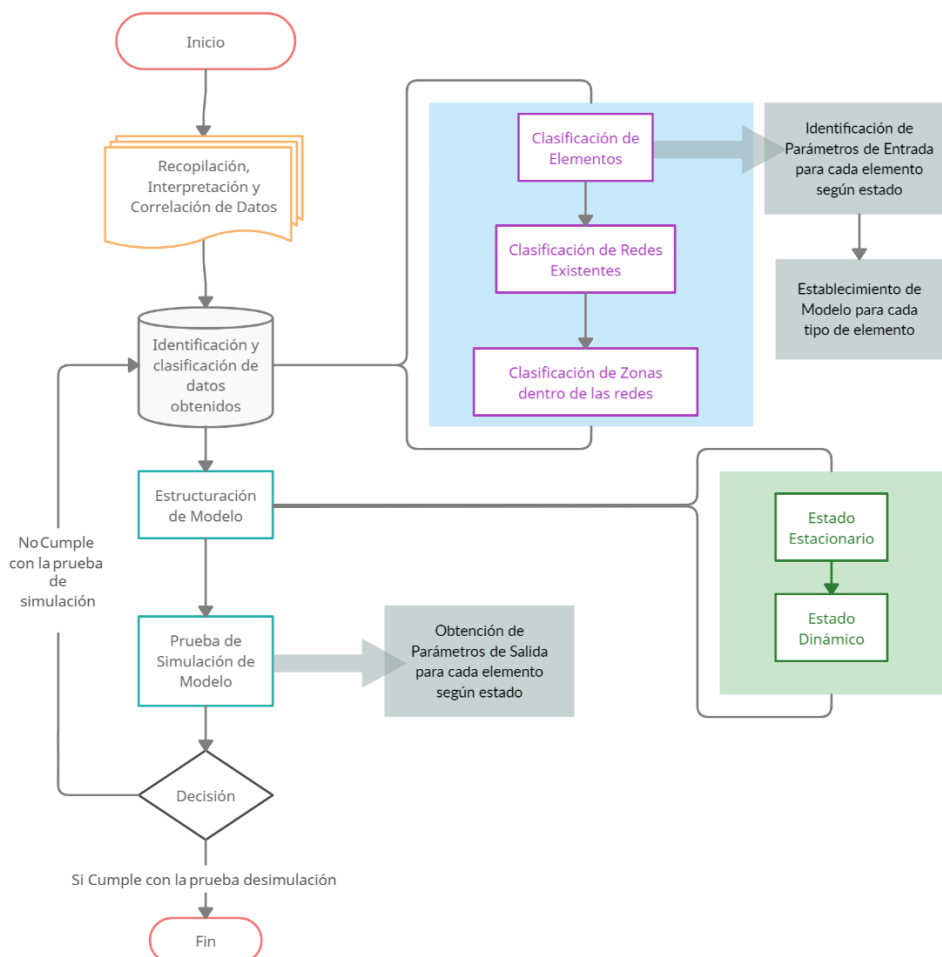 Inicio
Recopilación,
Interpretación y
Correlación de Datos
Identificación y
clasificación de
datos
obtenidos
Clasificación de
Elementos
Clasificación de Redes
Existentes
Clasificación de Zonas
dentro de las redes
Identificación de
Parámetros de Entrada
para cada elemento
según estado
Establecimiento de
Modelo para cada
tipo de elemento
Estructuración
de Modelo
Estado
Estacionario
Estado
Dinámico
No Cumple
con la prueba
de
simulación
Prueba de
Simulación de
Modelo
Obtención de
Parámetros de Salida
para cada elemento
según estado
Decisión
Si Cumple con la prueba desimulación
Fin